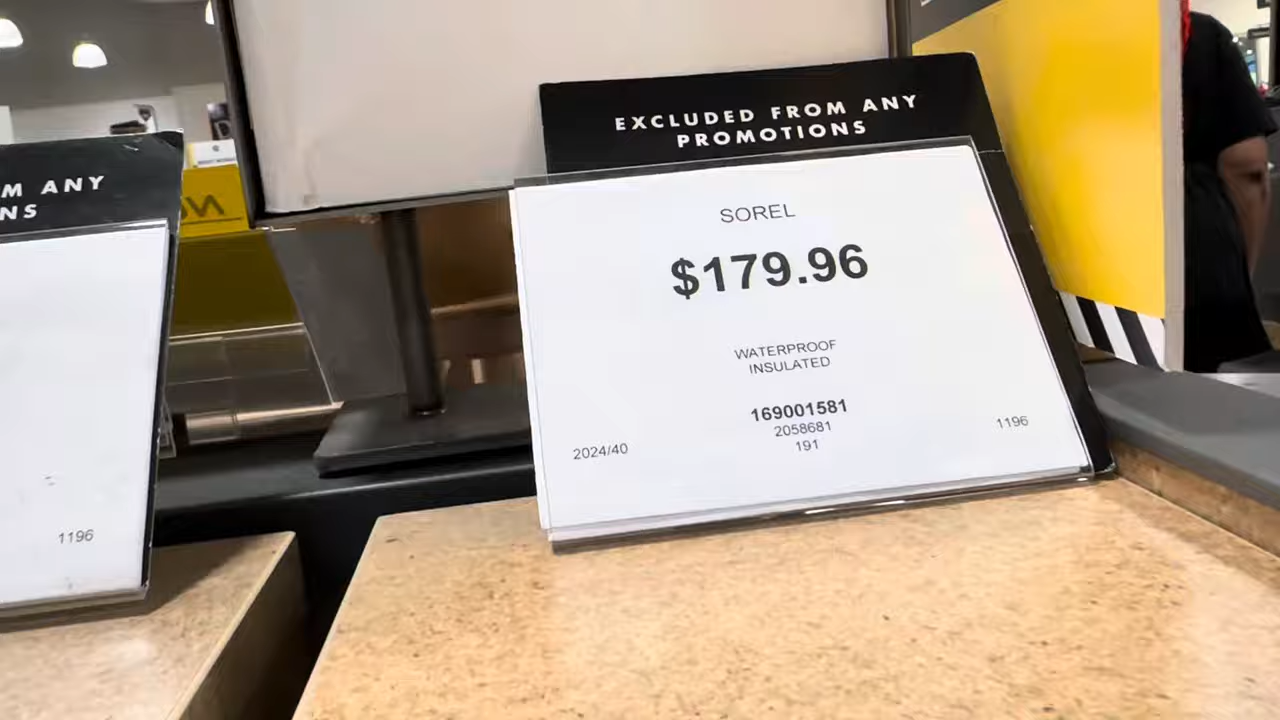 M ANY
NS
1196
EXCLUDED FROM ANY
PROMOTIONS
SOREL
$179.96
WATERPROOF
INSULATED
169001581
2058681
191
2024/40
1196